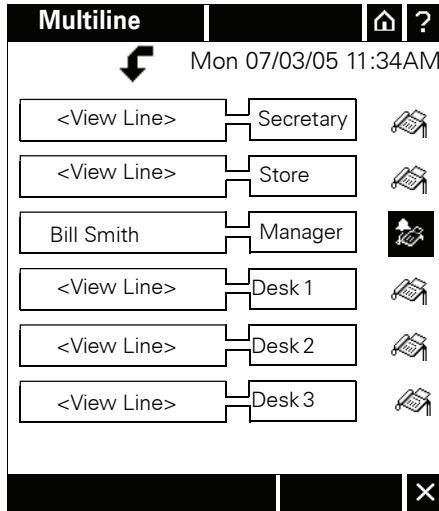 Multiline ?
Mon 07/03/05 11:34AM
<View Line> Secretary
<View Line> Store
Bill Smith Manager
<View Line> Desk 1
<View Line> Desk 2
<View Line> Desk 3